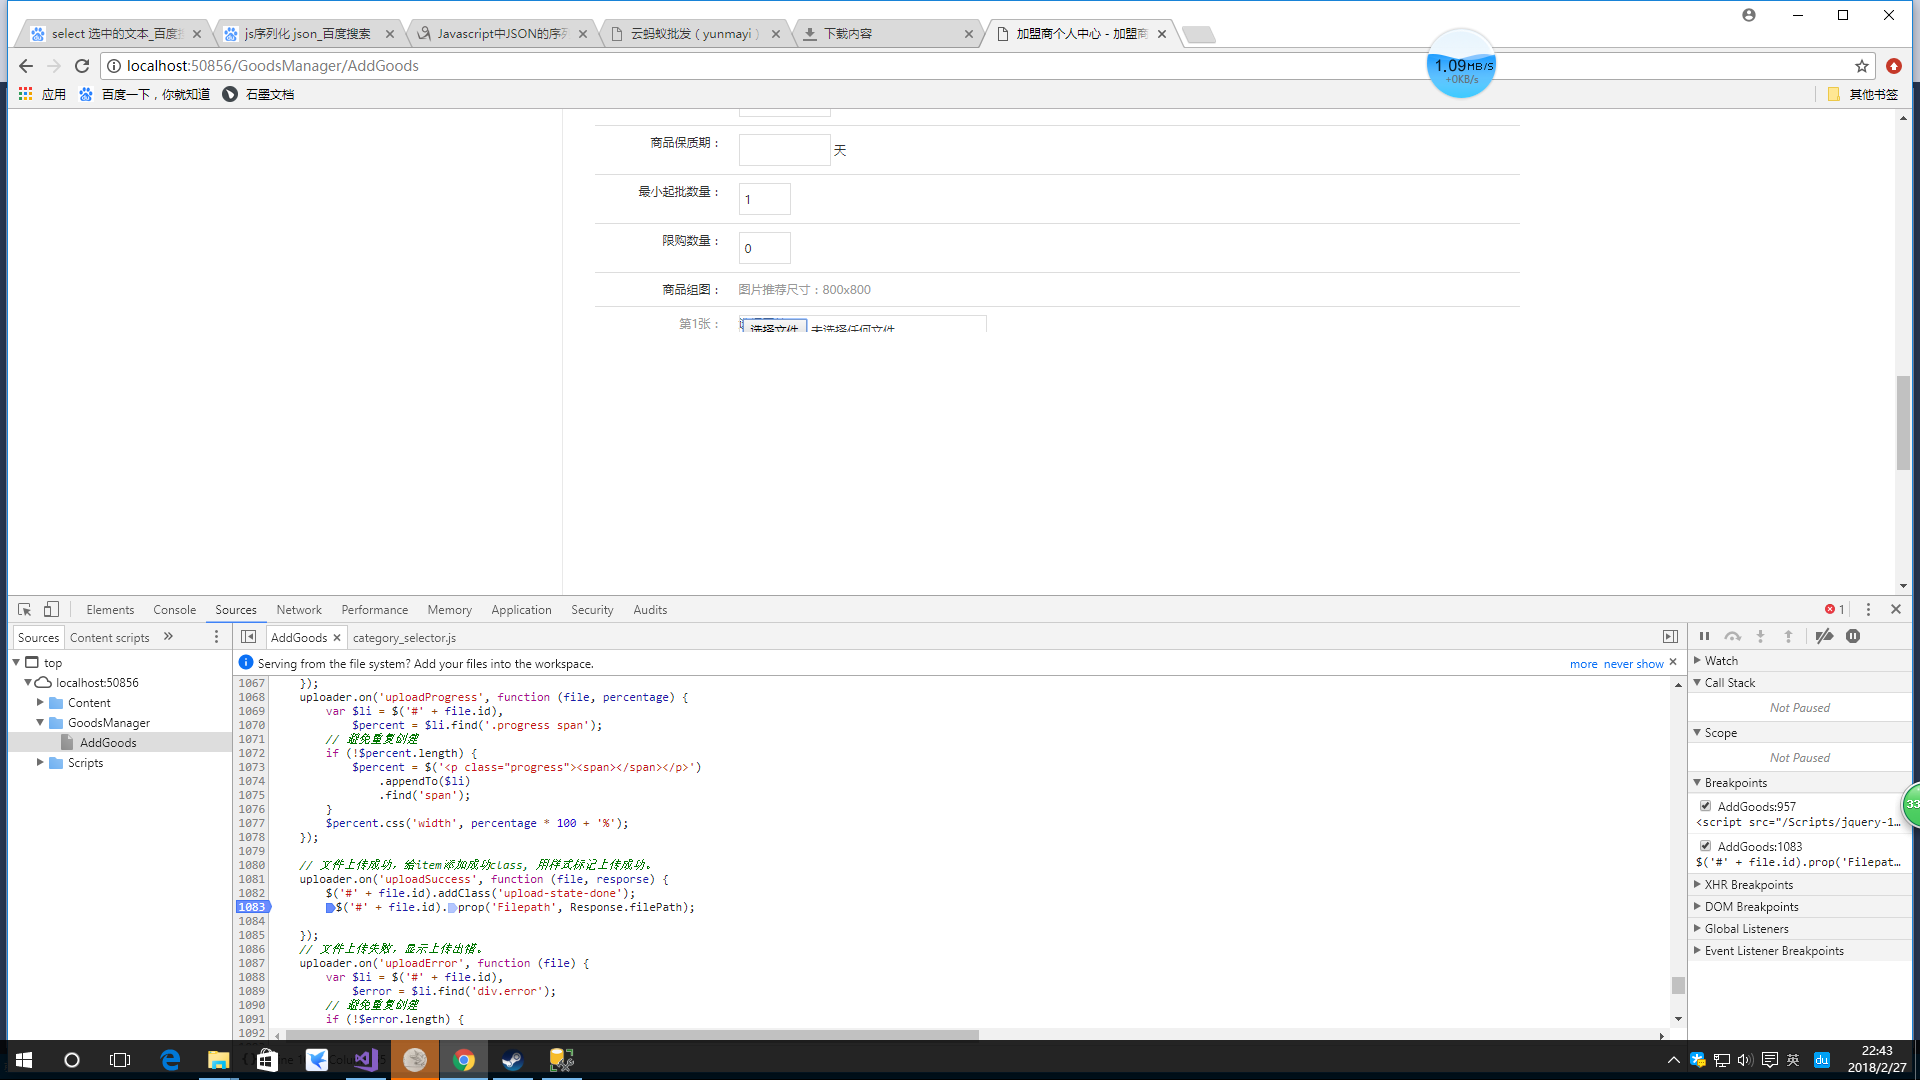 select 选中的文本_百度搜
js序列化 json_百度搜索
Javascript中JSON的序列
云蚂蚁批发 ( yunmayi )
下载内容
加盟商个人中心 - 加盟商
localhost:50856/GoodsManager/AddGoods
1.09MB/S
+0KB/s
应用
百度一下，你就知道
石墨文档
其他书签
商品保质期：
天
最小起批数量：
1
限购数量：
0
商品组图：
图片推荐尺寸：800x800
第1张：
选择文件 未选择任何文件
Elements Console Sources Network Performance Memory Application Security Audits
1
Sources Content scripts »
AddGoods
category_selector.js
Serving from the file system? Add your files into the workspace.
more never show
top
localhost:50856
Content
GoodsManager
AddGoods
Scripts
1067 });
1068 uploader.on('uploadProgress', function (file, percentage) {
1069 var $li = $('#' + file.id),
1070 $percent = $li.find('.progress span');
1071 // 避免重复创建
1072 if (!$percent.length) {
1073 $percent = $('<p class="progress"><span></span></p>')
1074 .appendTo($li)
1075 .find('span');
1076 }
1077 $percent.css('width', percentage * 100 + '%');
1078 });
1079
1080 // 文件上传成功，给item添加成功class, 用样式标记上传成功。
1081 uploader.on('uploadSuccess', function (file, response) {
1082 $('#' + file.id).addClass('upload-state-done');
1083 $('#' + file.id).prop('Filepath', Response.filePath);
1084
1085 });
1086 // 文件上传失败，显示上传出错。
1087 uploader.on('uploadError', function (file) {
1088 var $li = $('#' + file.id),
1089 $error = $li.find('div.error');
1090 // 避免重复创建
1091 if (!$error.length) {
1092
Watch
Call Stack
Not Paused
Scope
Not Paused
Breakpoints
AddGoods:957
<script src="/Scripts/jquery-1…
AddGoods:1083
$('#' + file.id).prop('Filepat…
XHR Breakpoints
DOM Breakpoints
Global Listeners
Event Listener Breakpoints
33
英
du
22:43
2018/2/27